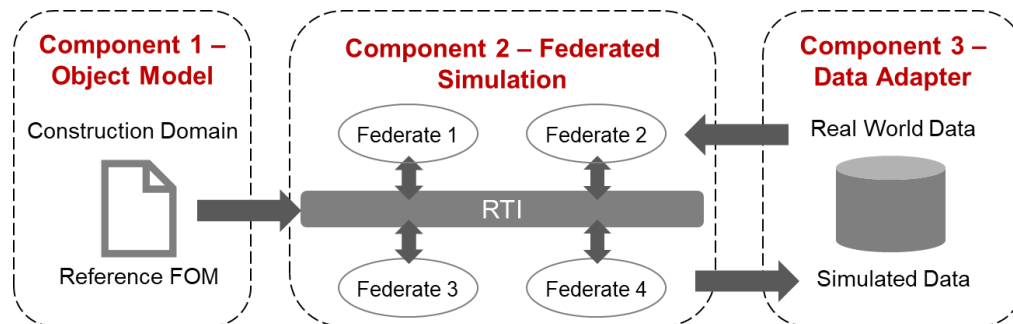 Component 1 –
Object Model
Construction Domain
Reference FOM
Component 2 – Federated
Simulation
Federate 1
Federate 2
RTI
Federate 3
Federate 4
Component 3 –
Data Adapter
Real World Data
Simulated Data